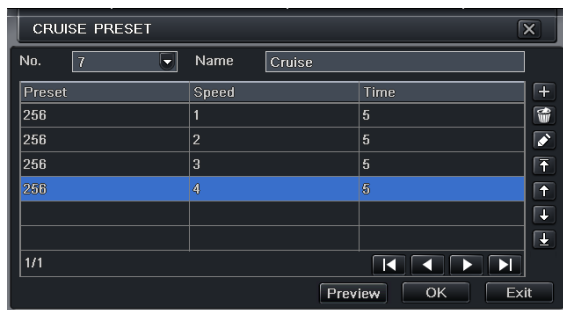 CRUISE PRESET
No. 7 Name Cruise
Preset Speed Time
256 1 5
256 2 5
256 3 5
256 4 5
1/1
Preview OK Exit